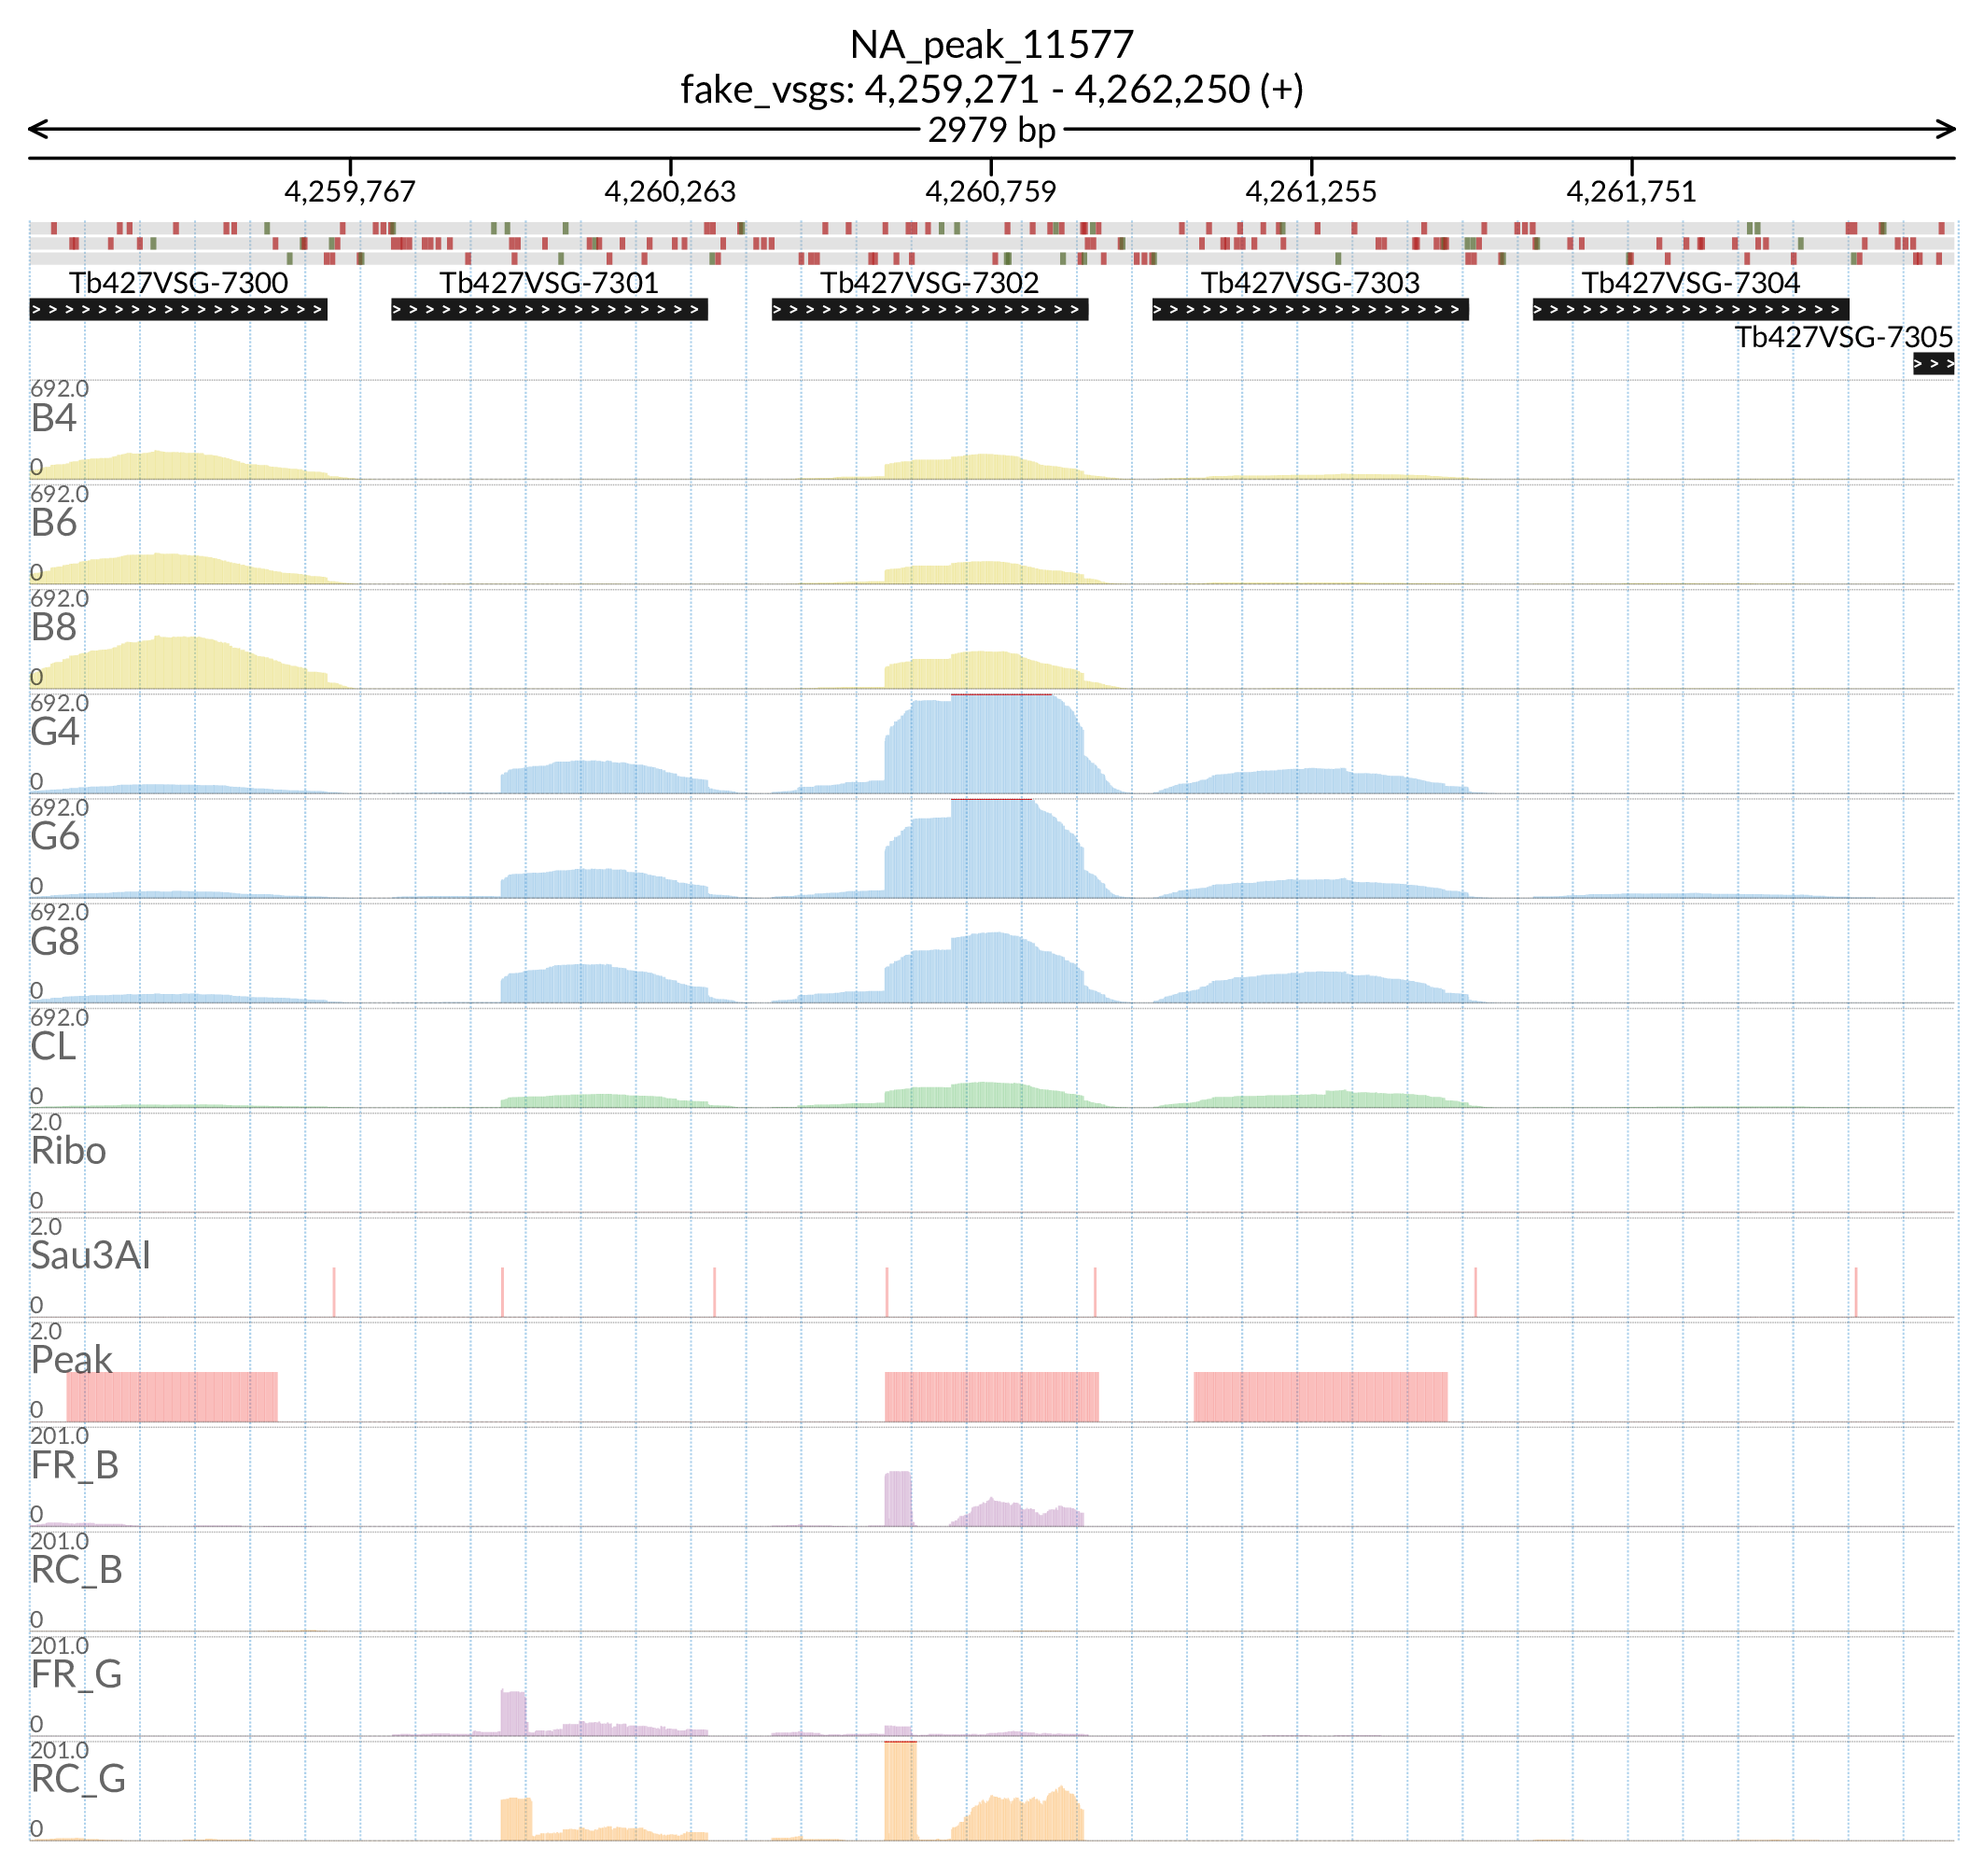 NA_peak_11577
fake_vsgs: 4,259,271 - 4,262,250 (+)
2979 bp
4,259,767 4,260,263 4,260,759 4,261,255 4,261,751
Tb427VSG-7300 Tb427VSG-7301 Tb427VSG-7302 Tb427VSG-7303 Tb427VSG-7304
Tb427VSG-7305
692.0
B4
0
692.0
B6
0
692.0
B8
0
692.0
G4
0
692.0
G6
0
692.0
G8
0
692.0
CL
0
2.0
Ribo
0
2.0
Sau3AI
0
2.0
Peak
0
201.0
FR_B
0
201.0
RC_B
0
201.0
FR_G
0
201.0
RC_G
0